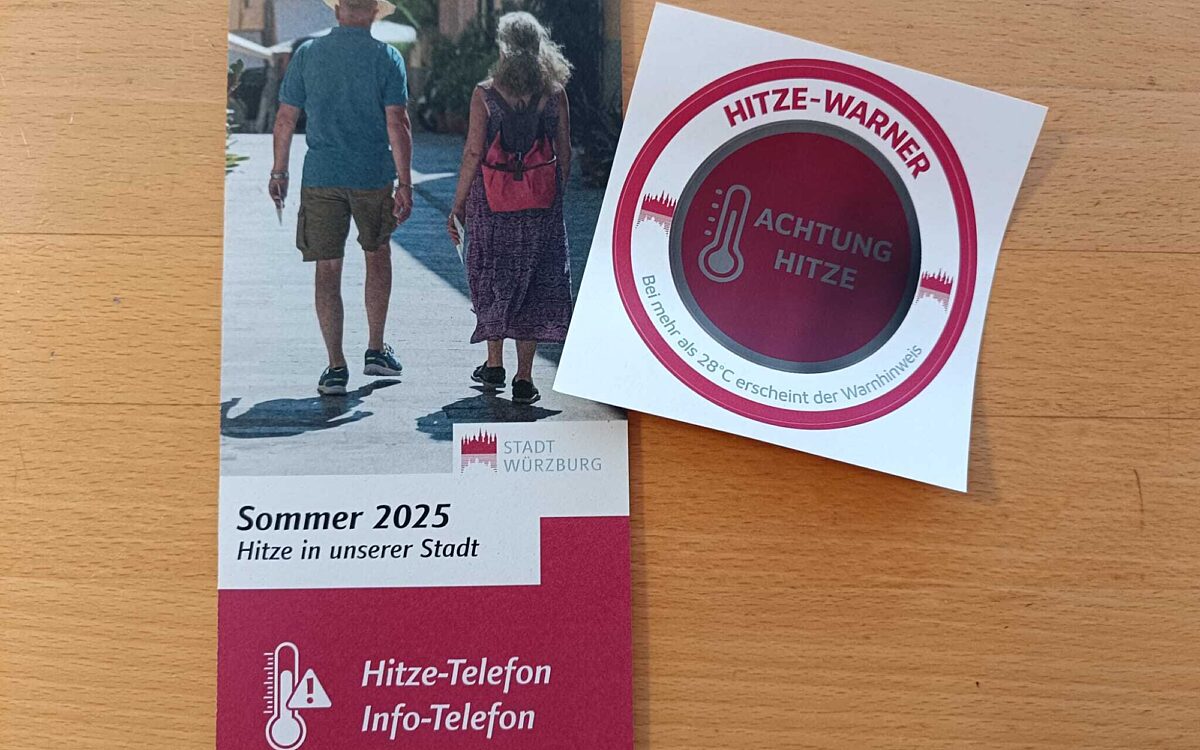 STADT
WÜRZBURG
Sommer 2025
Hitze in unserer Stadt
Hitze-Telefon
Info-Telefon
HITZE-WARNER
ACHTUNG
HITZE
Bei mehr als 28°C erscheint der Warnhinweis